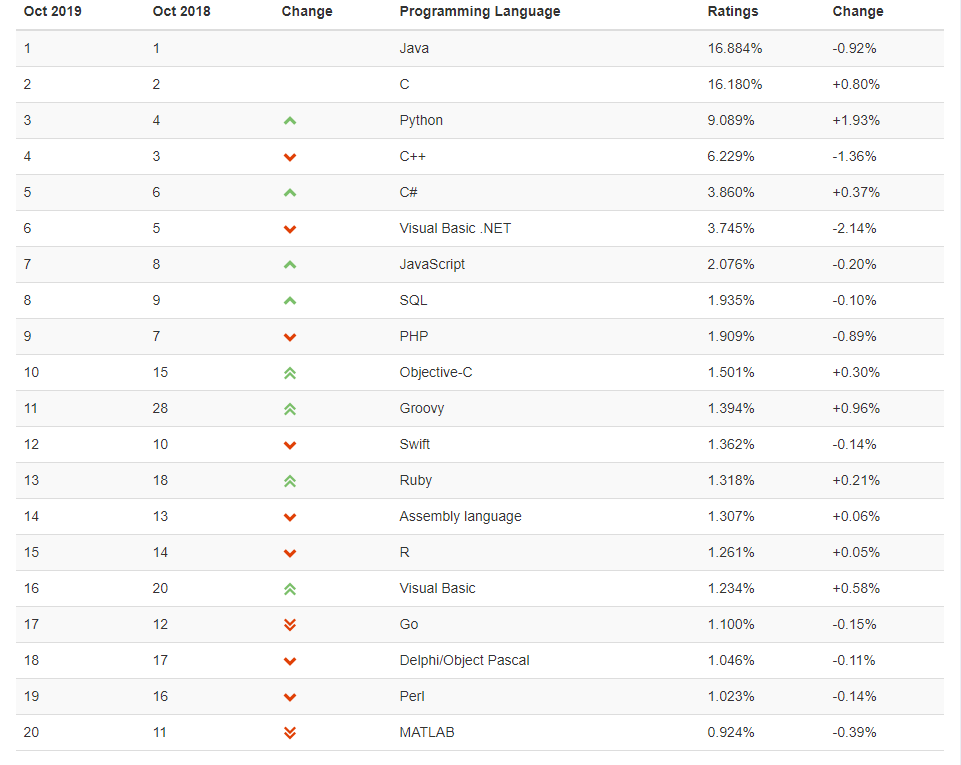 Oct 2019 Oct 2018 Change Programming Language Ratings Change
1 1 Java 16.884% -0.92%
2 2 C 16.180% +0.80%
3 4 Python 9.089% +1.93%
4 3 C++ 6.229% -1.36%
5 6 C# 3.860% +0.37%
6 5 Visual Basic .NET 3.745% -2.14%
7 8 JavaScript 2.076% -0.20%
8 9 SQL 1.935% -0.10%
9 7 PHP 1.909% -0.89%
10 15 Objective-C 1.501% +0.30%
11 28 Groovy 1.394% +0.96%
12 10 Swift 1.362% -0.14%
13 18 Ruby 1.318% +0.21%
14 13 Assembly language 1.307% +0.06%
15 14 R 1.261% +0.05%
16 20 Visual Basic 1.234% +0.58%
17 12 Go 1.100% -0.15%
18 17 Delphi/Object Pascal 1.046% -0.11%
19 16 Perl 1.023% -0.14%
20 11 MATLAB 0.924% -0.39%